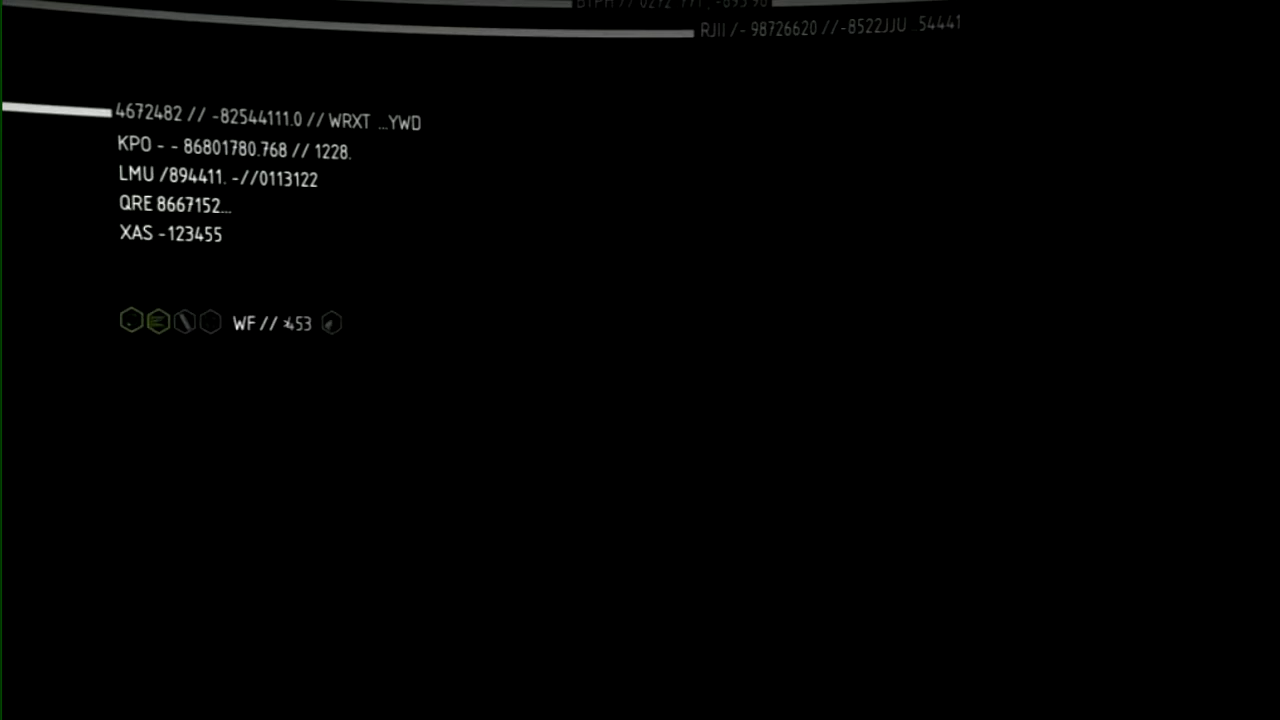 RJII /- 98726620 //-8522JJU .54441
4672482 // -82544111.0 // WRXT ...YWD
KPO - - 86801780.768 // 1228.
LMU /894411. -//0113122
QRE 8667152...
XAS -123455
WF // 453